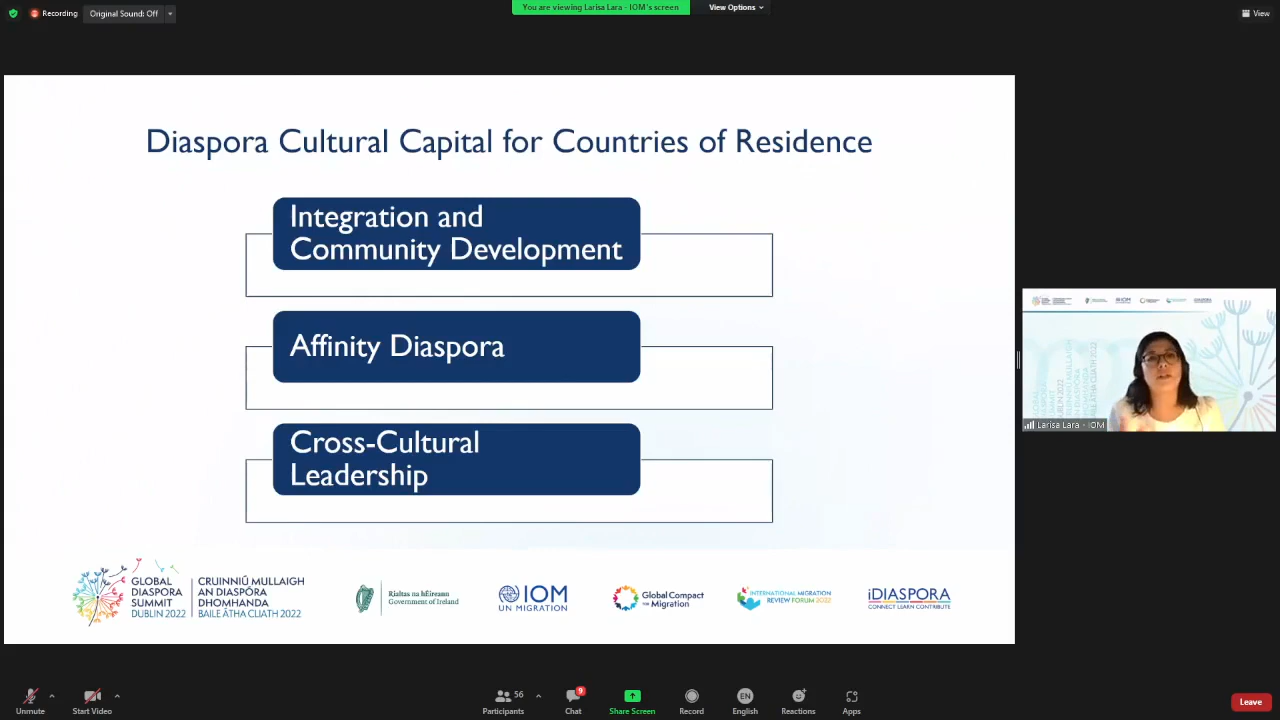 Recording
Original Sound: Off
You are viewing Larisa Lara - IOM's screen
View Options
View
Diaspora Cultural Capital for Countries of Residence
Integration and
Community Development
Affinity Diaspora
Cross-Cultural
Leadership
GLOBAL
DIASPORA
SUMMIT
DUBLIN 2022
CRUINNIÚ MULLAIGH
AN DIASPÓRA
DHOMHANDA
BAILE ÁTHA CLIATH 2022
Rialtas na hÉireann
Government of Ireland
IOM
UN MIGRATION
Global Compact
for Migration
INTERNATIONAL MIGRATION
REVIEW FORUM 2022
iDIASPORA
CONNECT LEARN CONTRIBUTE
Larisa Lara - IOM
Unmute
Start Video
56
Participants
9
Chat
Share Screen
Record
EN
English
Reactions
Apps
Leave